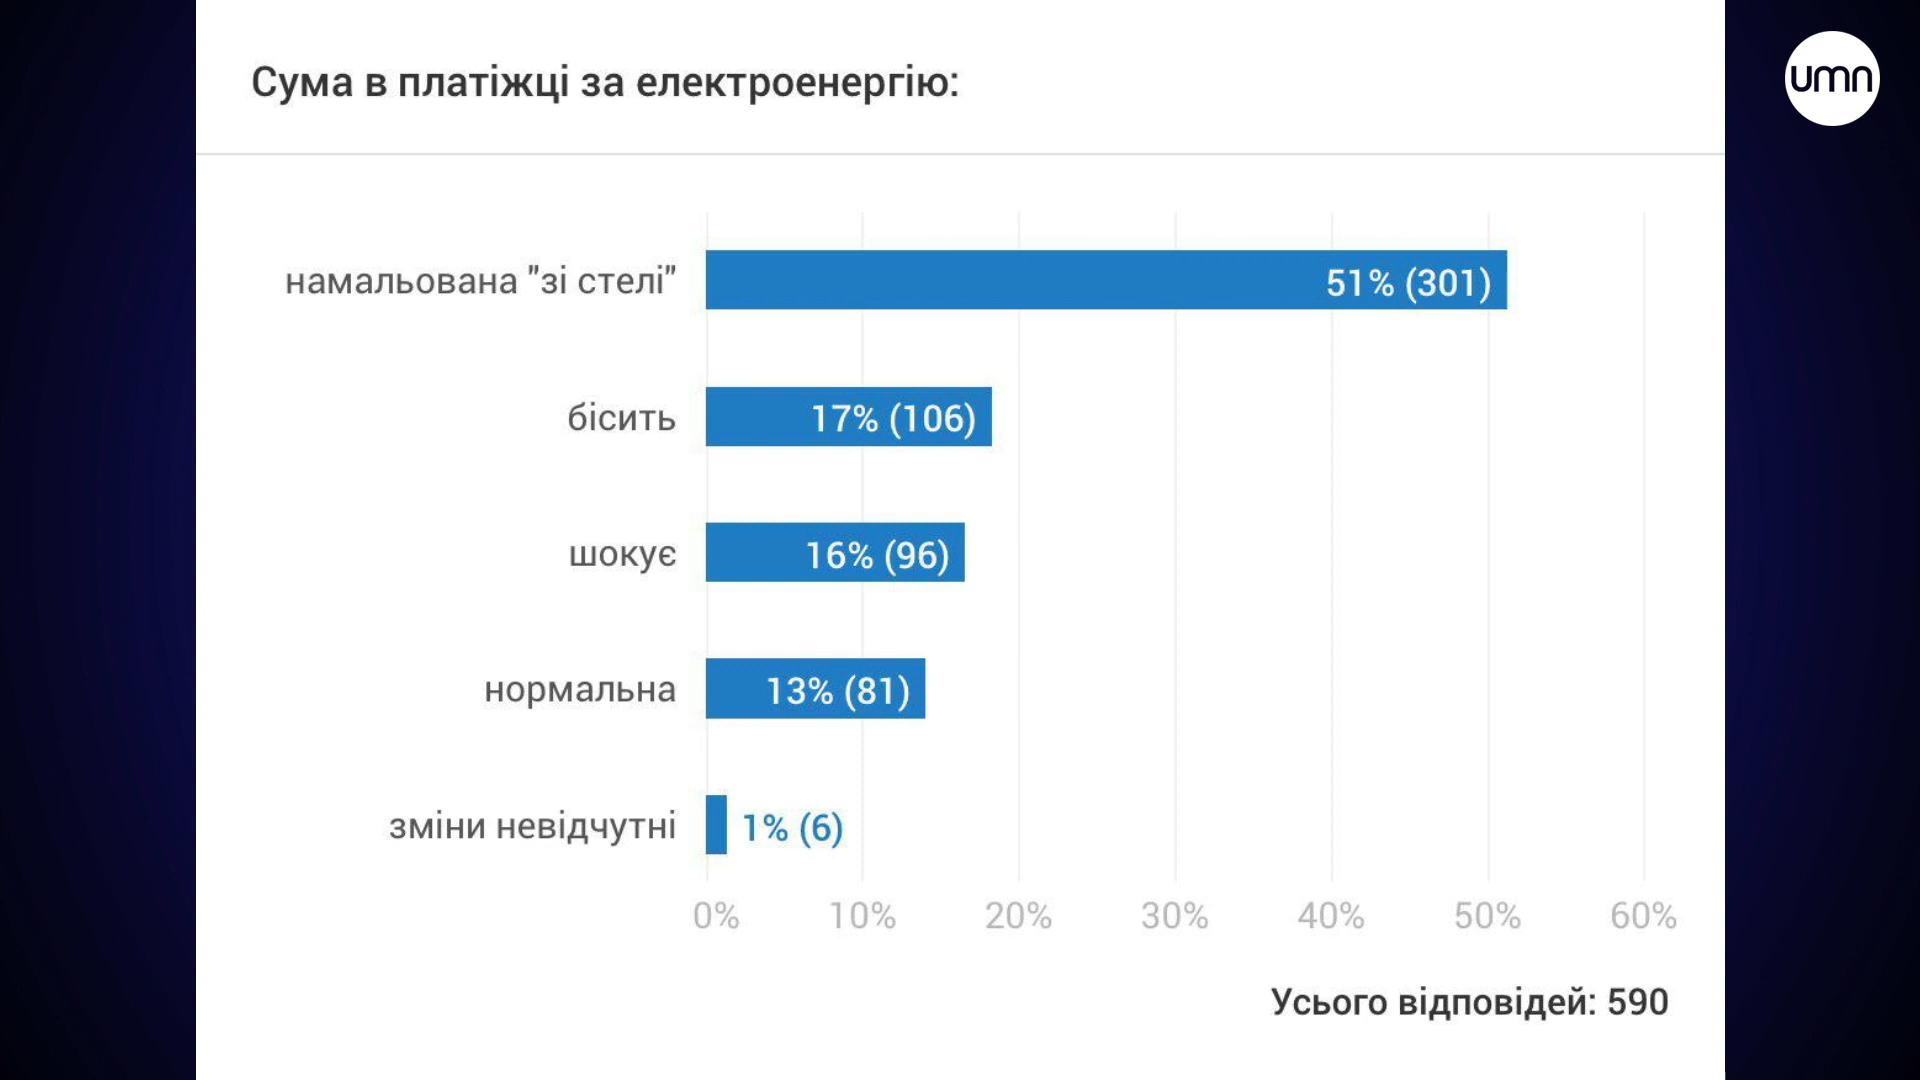 umn
Сума в платіжці за електроенергію:
намальована "зі стелі" 51% (301)
бісить 17% (106)
шокує 16% (96)
нормальна 13% (81)
зміни невідчутні 1% (6)
0% 10% 20% 30% 40% 50% 60%
Усього відповідей: 590